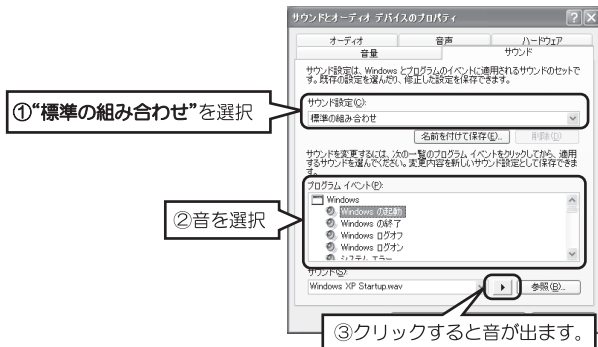 サウンドとオーディオ デバイスのプロパティ
オーディオ 音声 ハードウェア
音量 サウンド
サウンド設定は、Windows とプログラムのイベントに適用されるサウンドのセットで
す。既存の設定を選んだり、修正した設定を保存できます。
①“標準の組み合わせ”を選択
サウンド設定(C):
標準の組み合わせ
名前を付けて保存(E)... 削除(D)
サウンドを変更するには、次の一覧のプログラム イベントをクリックしてから、適用
するサウンドを選んでください。変更内容を新しいサウンド設定として保存できま
す。
プログラム イベント(P):
Windows
②音を選択
Windows の起動
Windows の終了
Windows ログオフ
Windows ログオン
システム エラー
サウンド(S):
Windows XP Startup.wav 参照(B)...
③クリックすると音が出ます。